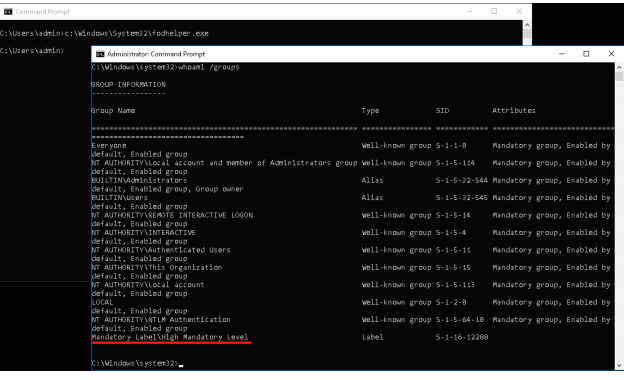 Command Prompt
C:\Users\admin>c:\Windows\System32\fodhelper.exe
C:\Users\admin>
Administrator: Command Prompt
C:\Windows\system32>whoami /groups
GROUP INFORMATION
-----------------
Group Name Type SID Attributes
============================================================= ================ ============ ============================
===================================
Everyone Well-known group S-1-1-0 Mandatory group, Enabled by
default, Enabled group
NT AUTHORITY\Local account and member of Administrators group Well-known group S-1-5-114 Mandatory group, Enabled by
default, Enabled group
BUILTIN\Administrators Alias S-1-5-32-544 Mandatory group, Enabled by
default, Enabled group, Group owner
BUILTIN\Users Alias S-1-5-32-545 Mandatory group, Enabled by
default, Enabled group
NT AUTHORITY\REMOTE INTERACTIVE LOGON Well-known group S-1-5-14 Mandatory group, Enabled by
default, Enabled group
NT AUTHORITY\INTERACTIVE Well-known group S-1-5-4 Mandatory group, Enabled by
default, Enabled group
NT AUTHORITY\Authenticated Users Well-known group S-1-5-11 Mandatory group, Enabled by
default, Enabled group
NT AUTHORITY\This Organization Well-known group S-1-5-15 Mandatory group, Enabled by
default, Enabled group
NT AUTHORITY\Local account Well-known group S-1-5-113 Mandatory group, Enabled by
default, Enabled group
LOCAL Well-known group S-1-2-0 Mandatory group, Enabled by
default, Enabled group
NT AUTHORITY\NTLM Authentication Well-known group S-1-5-64-10 Mandatory group, Enabled by
default, Enabled group
Mandatory Label\High Mandatory Level Label S-1-16-12288
C:\Windows\system32>_